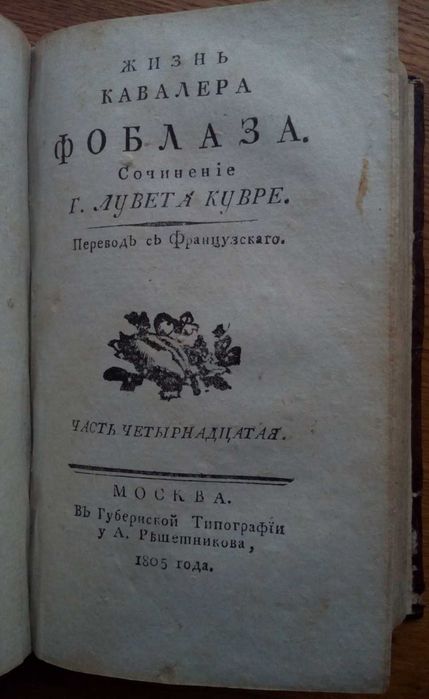 ЖИЗНЬ
КАВАЛЕРА
ФОБЛАЗА.
Сочиненіе
Г. ЛУВЕТА КУВРЕ.
Переводъ съ Французскаго.
ЧАСТЬ ЧЕТЫРНАДЦАТАЯ.
МОСКВА.
Въ Губернской Типографіи
у А. Рѣшетникова,
1805 года.